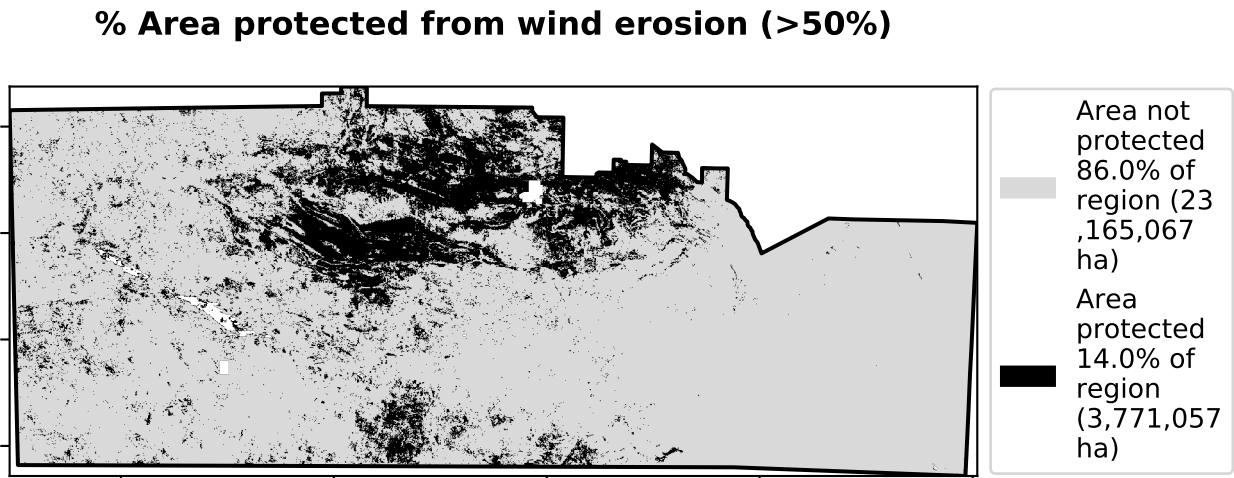 % Area protected from wind erosion (>50%)
Area not
protected
86.0% of
region (23
,165,067
ha)
Area
protected
14.0% of
region
(3,771,057
ha)